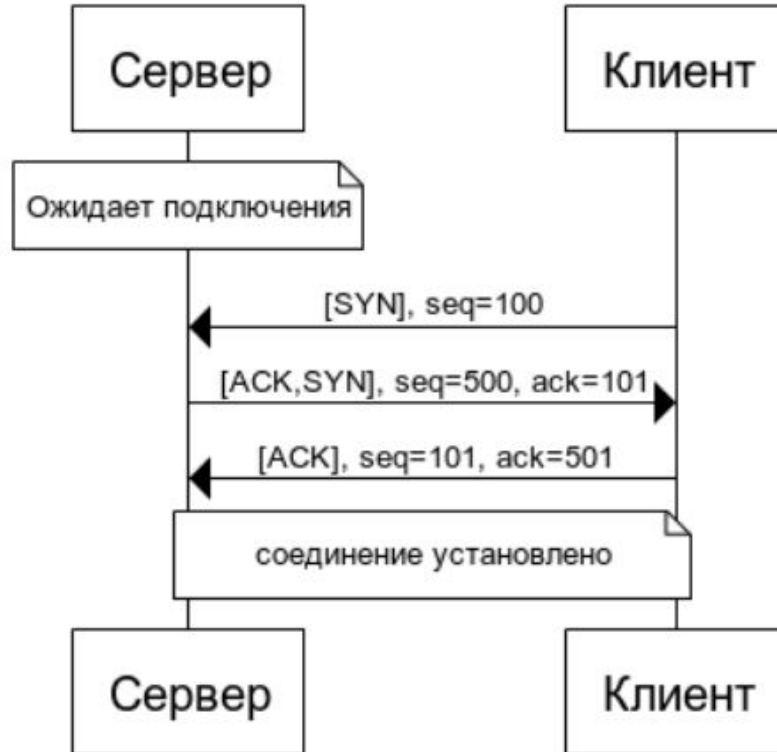 Сервер
Клиент
Ожидает подключения
[SYN], seq=100
[ACK,SYN], seq=500, ack=101
[ACK], seq=101, ack=501
соединение установлено
Сервер
Клиент